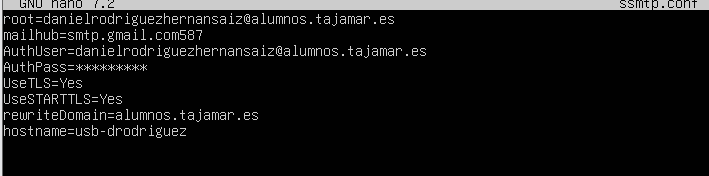 GNU nano 7.2 ssmtp.conf
root=danielrodriguezhernansaiz@alumnos.tajamar.es
mailhub=smtp.gmail.com587
AuthUser=danielrodriguezhernansaiz@alumnos.tajamar.es
AuthPass=*********
UseTLS=Yes
UseSTARTTLS=Yes
rewriteDomain=alumnos.tajamar.es
hostname=usb-drodriguez